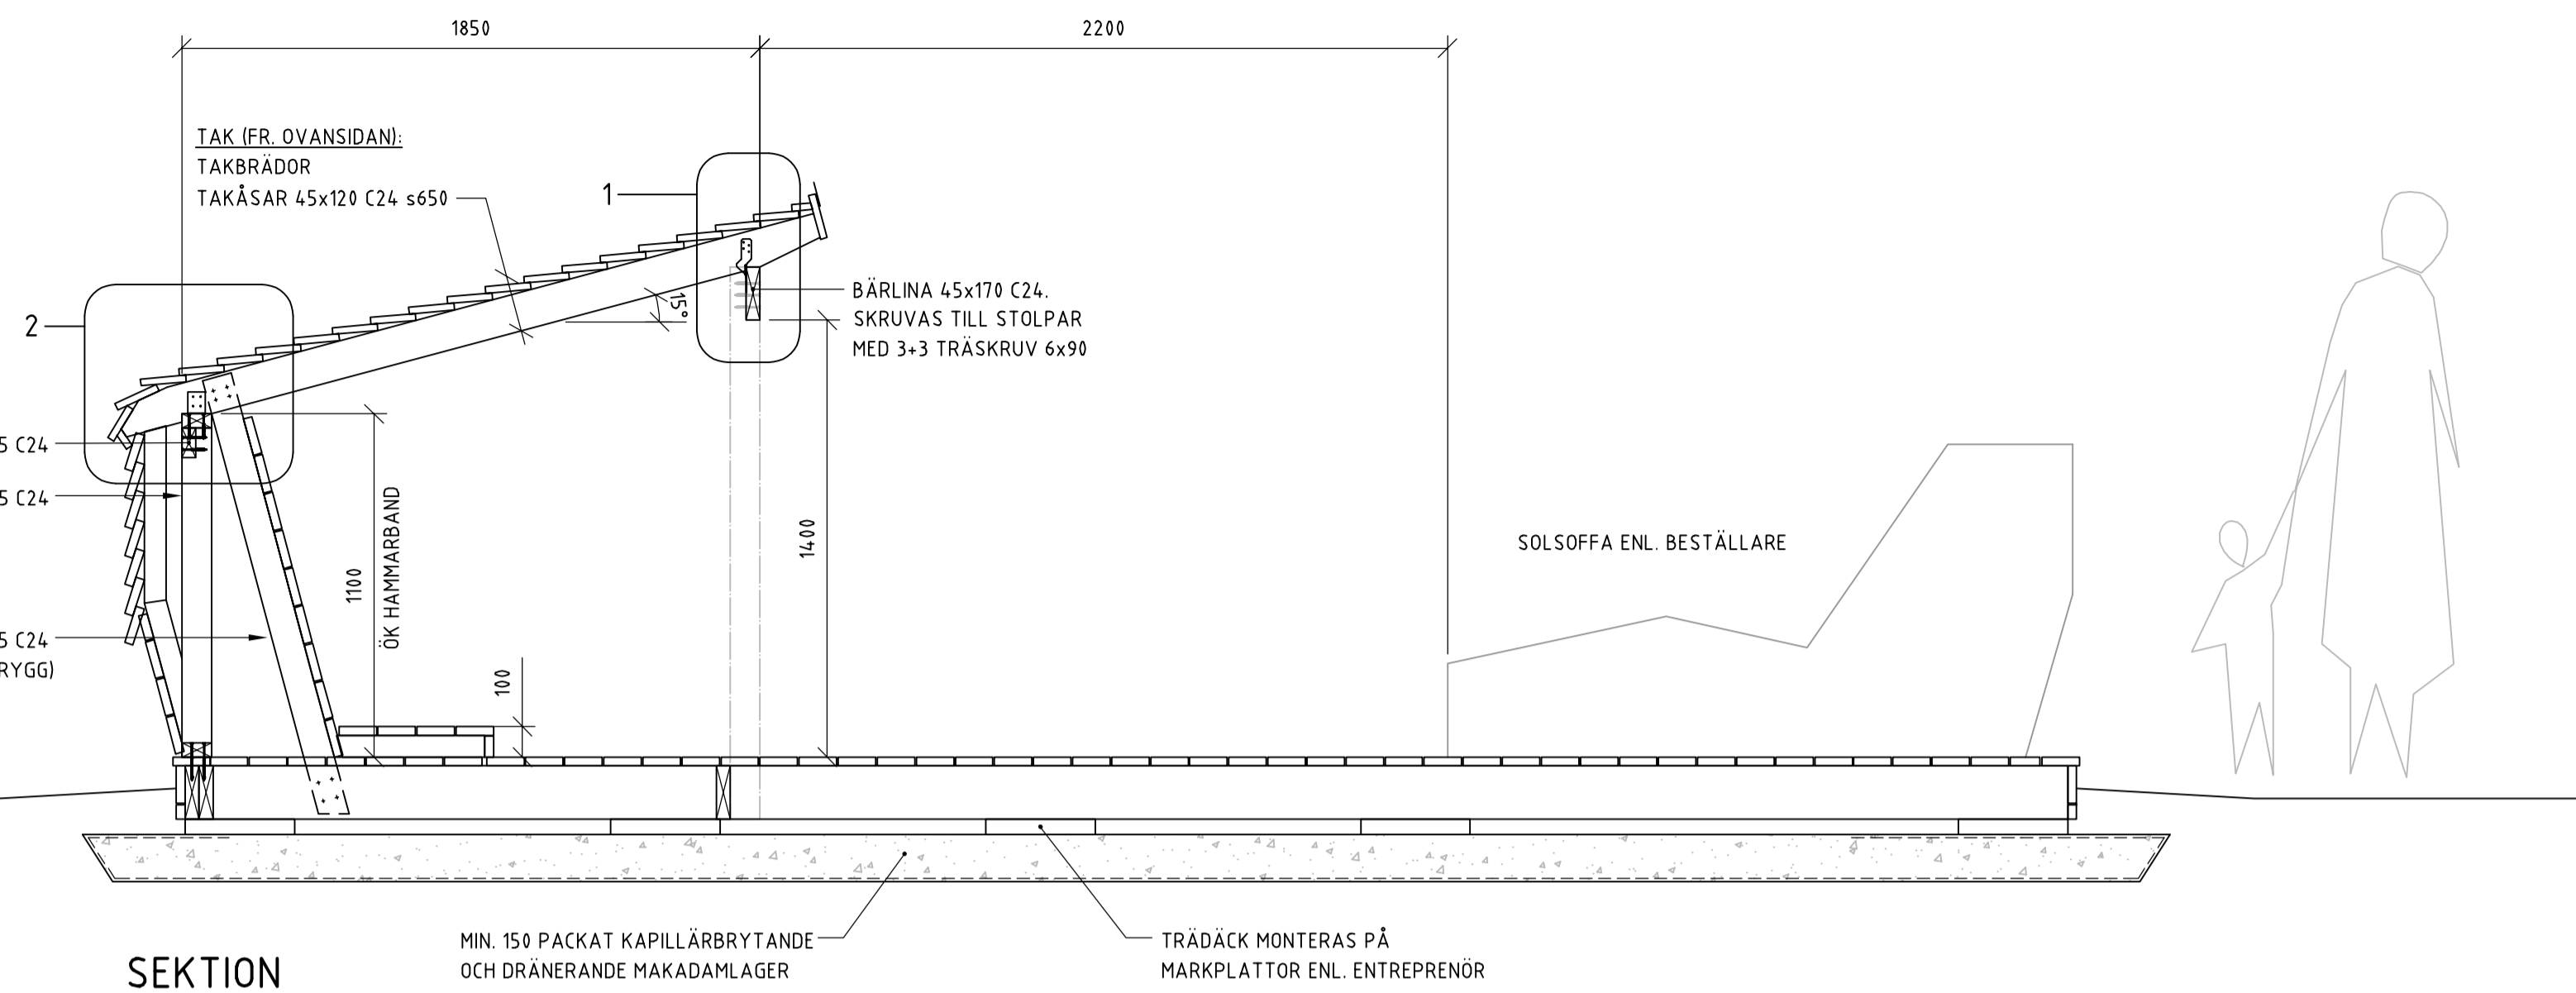 1850
2200
TAK (FR. OVANSIDAN):
TAKBRÄDOR
TAKÅSAR 45x120 C24 s650
1
2
15°
BÄRLINA 45x170 C24.
SKRUVAS TILL STOLPAR
MED 3+3 TRÄSKRUV 6x90
5 C24
5 C24
5 C24
RYGG)
1100
ÖK HAMMARBAND
100
1400
SOLSOFFA ENL. BESTÄLLARE
MIN. 150 PACKAT KAPILLÄRBRYTANDE
OCH DRÄNERANDE MAKADAMLAGER
TRÄDÄCK MONTERAS PÅ
MARKPLATTOR ENL. ENTREPRENÖR
SEKTION